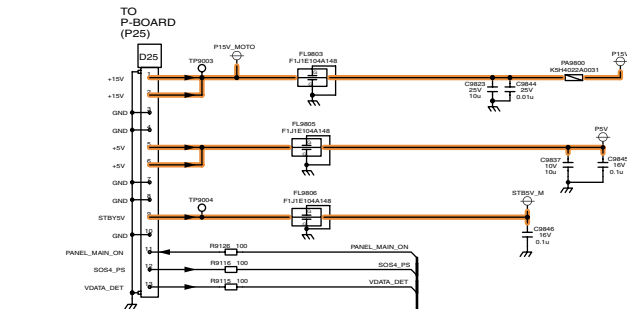 TO
P-BOARD
(P25)
D25
TP9003
P15V_MOTO
FL9803
F1J1E104A148
PA9800
K5H4022A0031
P15V
+15V 1
+15V 2
GND 3
GND 4
C9823
25V
10u
C9844
25V
0.01u
FL9805
F1J1E104A148
P5V
+5V 5
+5V 6
GND 7
GND 8
C9837
10V
10u
C9845
16V
0.1u
TP9004
FL9806
F1J1E104A148
STB5V_M
STBY5V 9
GND 10
C9846
16V
0.1u
PANEL_MAIN_ON 11 R9126 100 PANEL_MAIN_ON
SOS4_PS 12 R9116 100 SOS4_PS
VDATA_DET 13 R9115 100 VDATA_DET